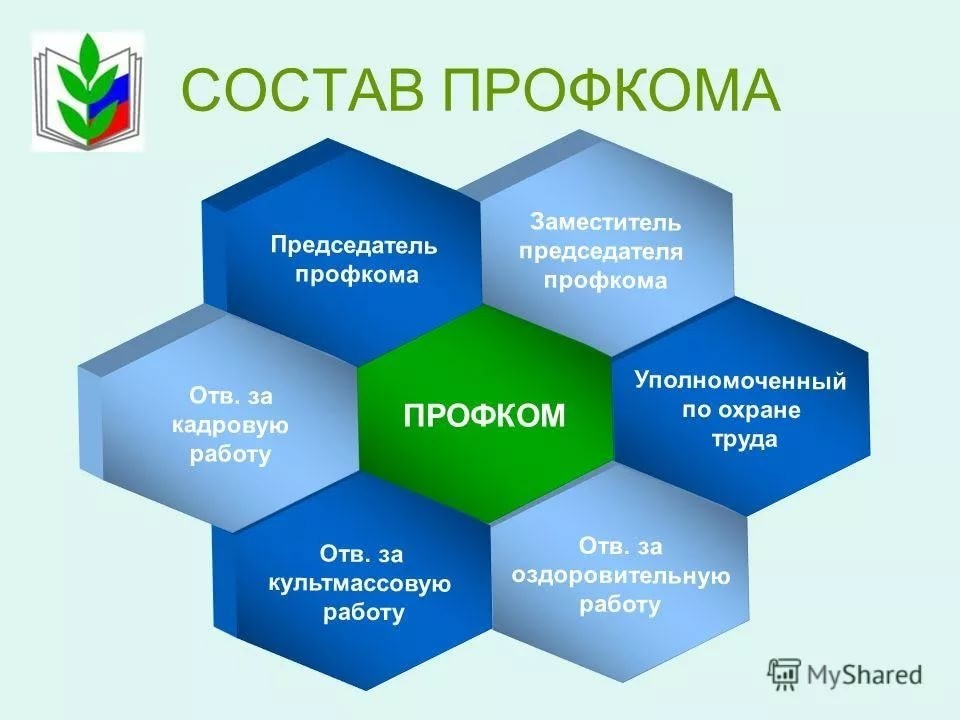 СОСТАВ ПРОФКОМА
Председатель
профкома
Заместитель
председателя
профкома
Отв. за
кадровую
работу
ПРОФКОМ
Уполномоченный
по охране
труда
Отв. за
культмассовую
работу
Отв. за
оздоровительную
работу
MyShared